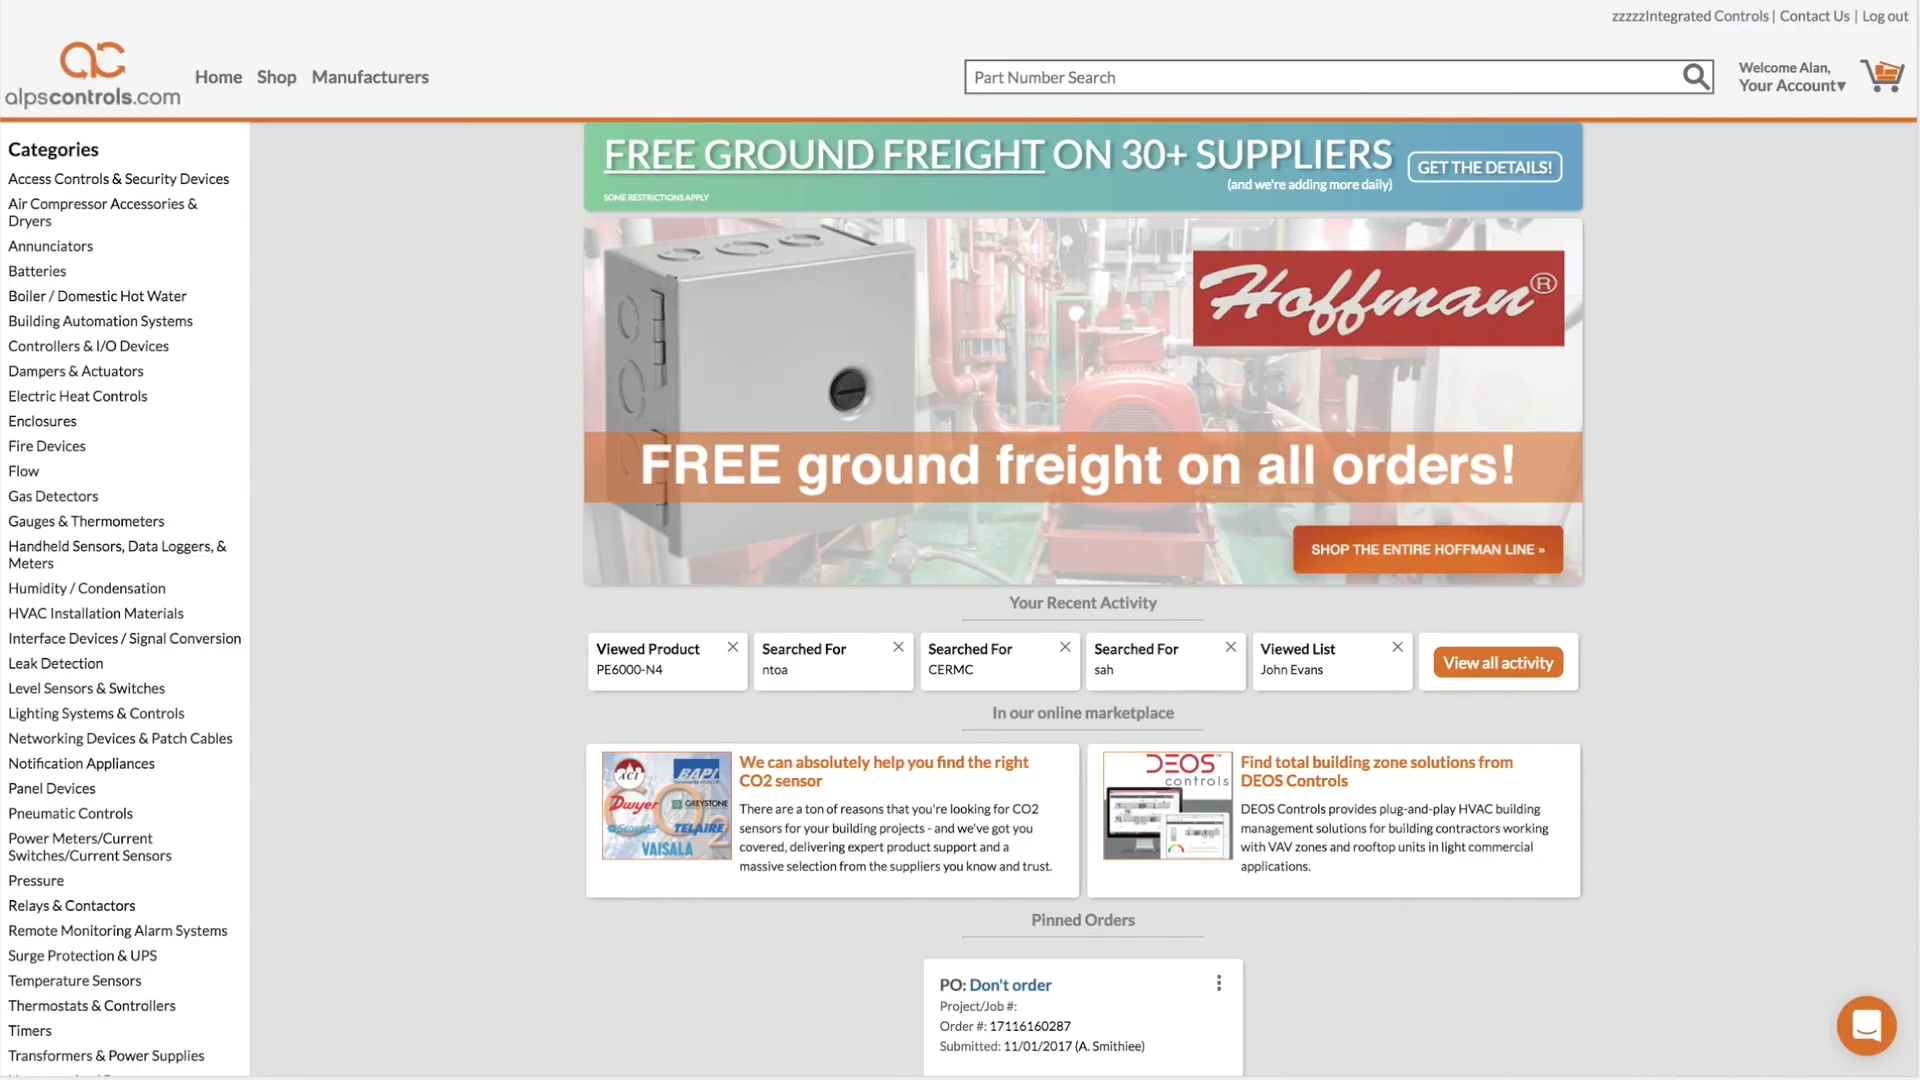 zzzzzIntegrated Controls | Contact Us | Log out
alpscontrols.com
Home Shop Manufacturers
Part Number Search
Welcome Alan,
Your Account▾
Categories
Access Controls & Security Devices
Air Compressor Accessories &
Dryers
Annunciators
Batteries
Boiler / Domestic Hot Water
Building Automation Systems
Controllers & I/O Devices
Dampers & Actuators
Electric Heat Controls
Enclosures
Fire Devices
Flow
Gas Detectors
Gauges & Thermometers
Handheld Sensors, Data Loggers, &
Meters
Humidity / Condensation
HVAC Installation Materials
Interface Devices / Signal Conversion
Leak Detection
Level Sensors & Switches
Lighting Systems & Controls
Networking Devices & Patch Cables
Notification Appliances
Panel Devices
Pneumatic Controls
Power Meters/Current
Switches/Current Sensors
Pressure
Relays & Contactors
Remote Monitoring Alarm Systems
Surge Protection & UPS
Temperature Sensors
Thermostats & Controllers
Timers
Transformers & Power Supplies
FREE GROUND FREIGHT ON 30+ SUPPLIERS
(and we're adding more daily)
SOME RESTRICTIONS APPLY
GET THE DETAILS!
Hoffman®
FREE ground freight on all orders!
SHOP THE ENTIRE HOFFMAN LINE »
Your Recent Activity
Viewed Product
PE6000-N4
Searched For
ntoa
Searched For
CERMC
Searched For
sah
Viewed List
John Evans
View all activity
In our online marketplace
ACI
BAPI
Dwyer
GREYSTONE
SenseAir
TELAIRE
VAISALA
We can absolutely help you find the right
CO2 sensor
There are a ton of reasons that you're looking for CO2
sensors for your building projects - and we've got you
covered, delivering expert product support and a
massive selection from the suppliers you know and trust.
DEOS
controls
Find total building zone solutions from
DEOS Controls
DEOS Controls provides plug-and-play HVAC building
management solutions for building contractors working
with VAV zones and rooftop units in light commercial
applications.
Pinned Orders
PO: Don't order
Project/Job #:
Order #: 17116160287
Submitted: 11/01/2017 (A. Smithiee)